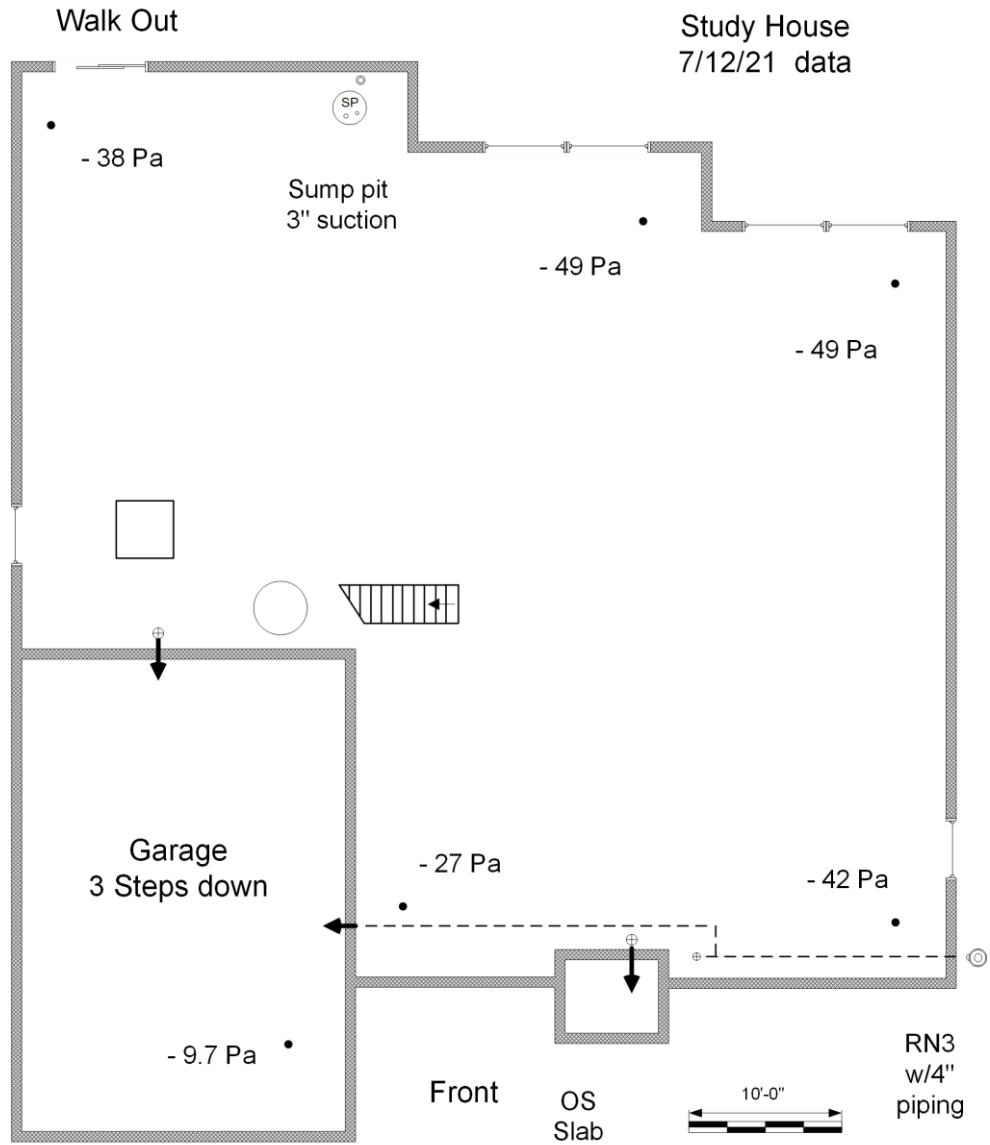 Walk Out
Study House
7/12/21 data
SP
- 38 Pa
Sump pit
3" suction
- 49 Pa
- 49 Pa
Garage
3 Steps down
- 27 Pa
- 42 Pa
- 9.7 Pa
Front
OS
Slab
10'-0"
RN3
w/4"
piping